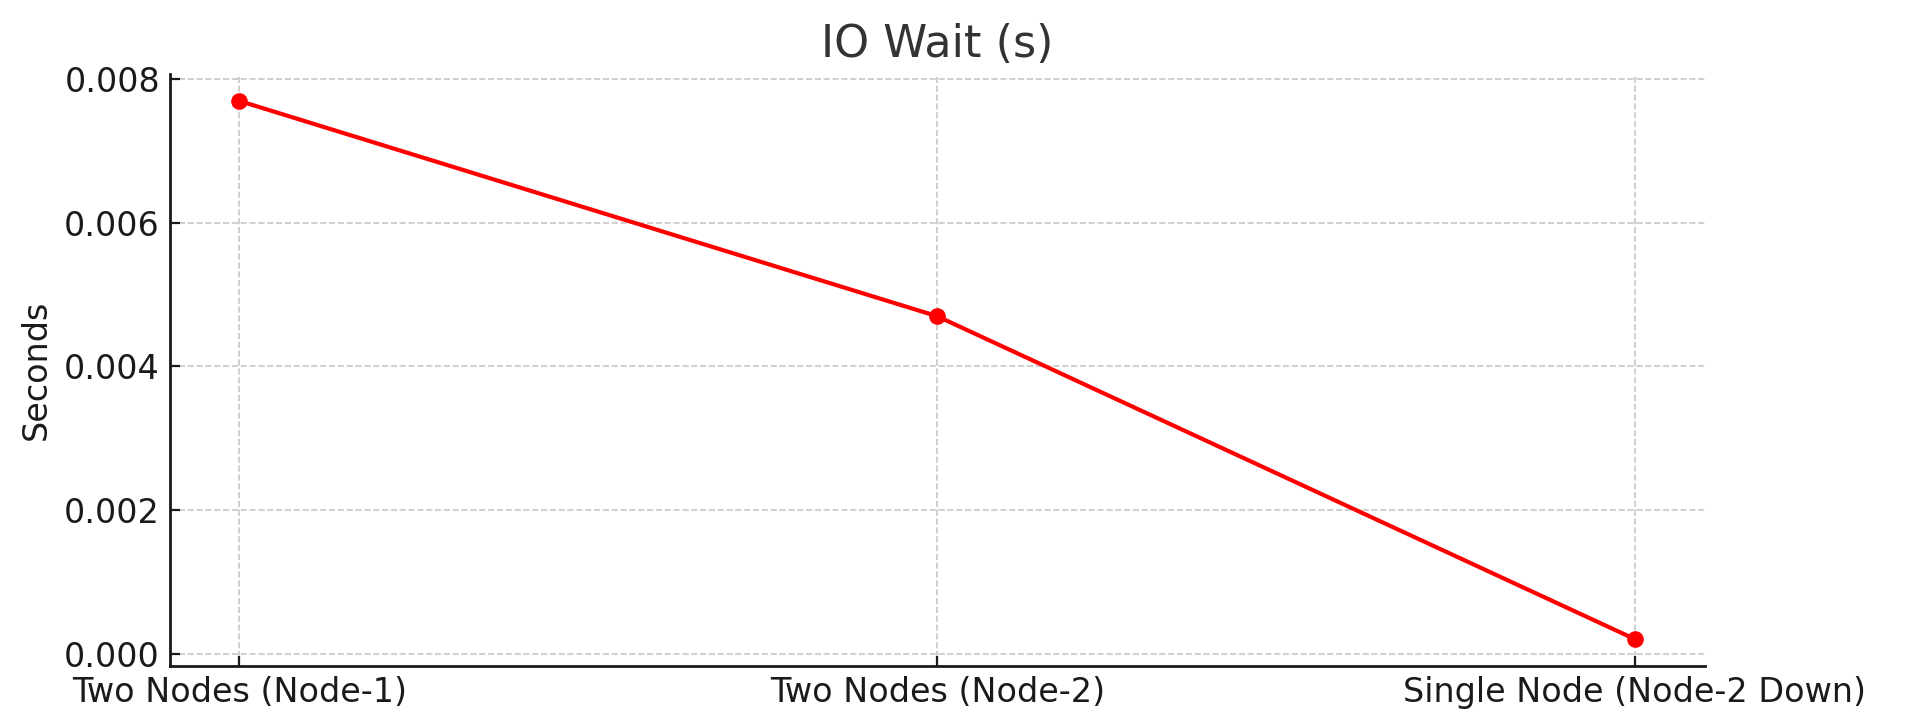 IO Wait (s)
Seconds
0.008
0.006
0.004
0.002
0.000
Two Nodes (Node-1)
Two Nodes (Node-2)
Single Node (Node-2 Down)